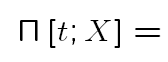 Π [t; X] =